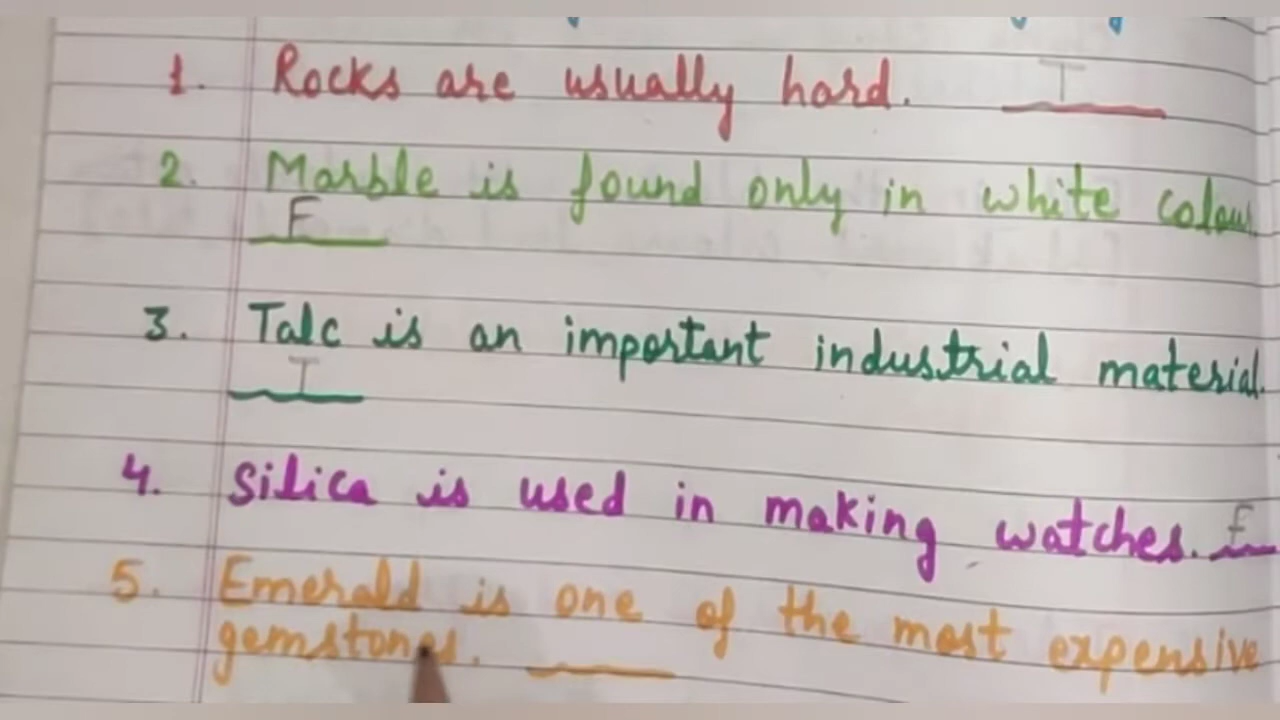 1. Rocks are usually hard. T
2. Marble is found only in white colour
F
3. Talc is an important industrial material.
T
4. Silica is used in making watches. F
5. Emerald is one of the most expensive
gemstones.